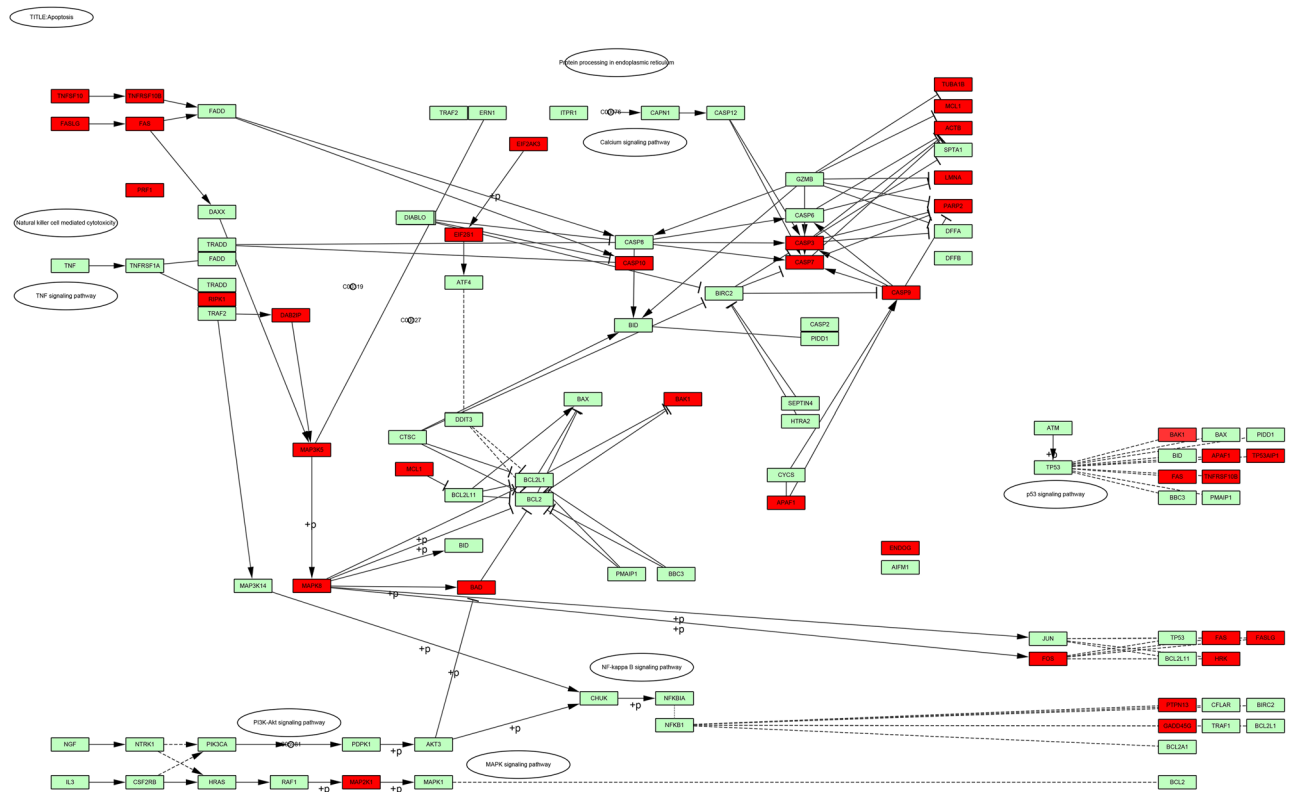 TITLE:Apoptosis
Protein processing in endoplasmic reticulum
TNFSF10
TNFRSF10B
FADD
TRAF2
ERN1
ITPR1
CAPN1
CASP12
MCL1
FASLG
FAS
ACTB
Calcium signaling pathway
EIF2AK3
SPTA1
LMNA
GZMB
PRF1
+p
PARP2
DAXX
DIABLO
CASP6
Natural killer cell mediated cytotoxicity
EIF2S1
DFFA
TRADD
CASP8
CASP3
FADD
CASP10
CASP7
DFFB
TNF
TNFRSF1A
ATF4
TRADD
BIRC2
CASP9
TNF signaling pathway
TRAF2
BID
CASP2
PIDD1
BAX
BAK1
SEPTIN4
DDIT3
HTRA2
ATM
CTSC
BAK1
BAX
PIDD1
MAP3K5
+p
BID
APAF1
TP53AIP1
TP53
MCL1
CYCS
BCL2L1
FAS
TNFRSF10B
BCL2L11
BCL2
APAF1
p53 signaling pathway
BBC3
PMAIP1
+p
+p
BID
+p
ENDOG
AIFM1
PMAIP1
BBC3
MAP3K14
MAPK8
BAD
+p
+p
+p
JUN
TP53
FAS
FASLG
+p
FOS
BCL2L11
HRK
NF-kappa B signaling pathway
+p
CHUK
NFKBIA
+p
PTPN13
CFLAR
BIRC2
PI3K-Akt signaling pathway
NFKB1
GADD45G
TRAF1
BCL2L1
+p
NGF
NTRK1
PIK3CA
PDPK1
+p
AKT3
BCL2A1
MAPK signaling pathway
IL3
CSF2RB
HRAS
RAF1
+p
MAP2K1
+p
MAPK1
BCL2